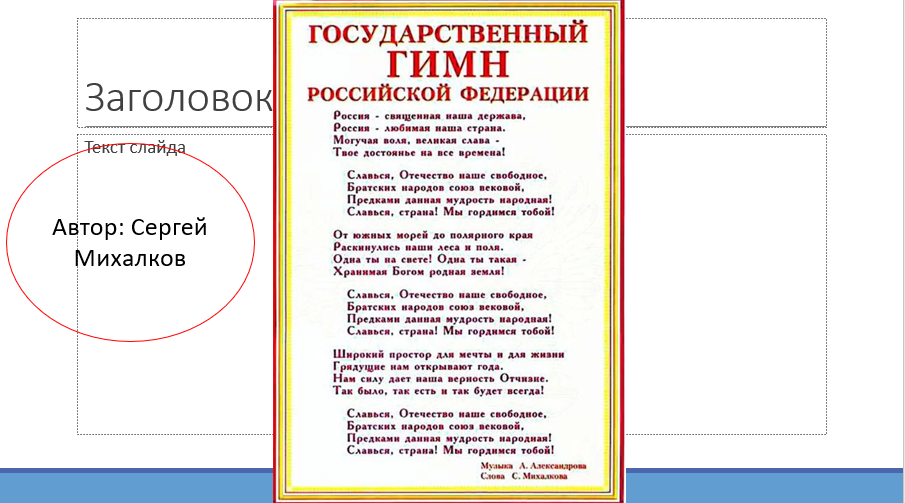 Заголовок
Текст слайда
Автор: Сергей
Михалков
ГОСУДАРСТВЕННЫЙ
ГИМН
РОССИЙСКОЙ ФЕДЕРАЦИИ
Россия - священная наша держава,
Россия - любимая наша страна.
Могучая воля, великая слава -
Твое достоянье на все времена!
Славься, Отечество наше свободное,
Братских народов союз вековой,
Предками данная мудрость народная!
Славься, страна! Мы гордимся тобой!
От южных морей до полярного края
Раскинулись наши леса и поля.
Одна ты на свете! Одна ты такая -
Хранимая Богом родная земля!
Славься, Отечество наше свободное,
Братских народов союз вековой,
Предками данная мудрость народная!
Славься, страна! Мы гордимся тобой!
Широкий простор для мечты и для жизни
Грядущие нам открывают года.
Нам силу дает наша верность Отчизне.
Так было, так есть и так будет всегда!
Славься, Отечество наше свободное,
Братских народов союз вековой,
Предками данная мудрость народная!
Славься, страна! Мы гордимся тобой!
Музыка А. Александрова
Слова С. Михалкова